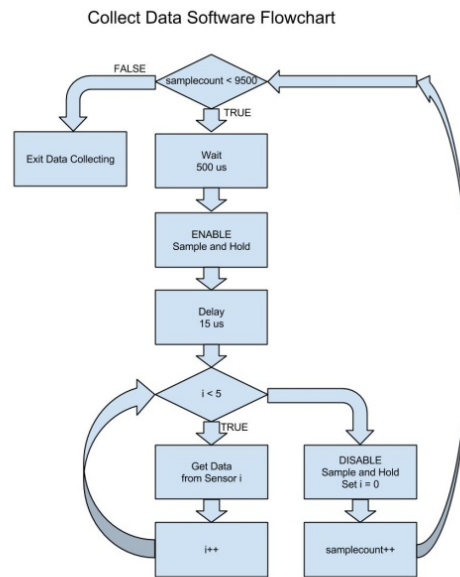 Collect Data Software Flowchart
FALSE
samplecount < 9500
TRUE
Exit Data Collecting
Wait
500 us
ENABLE
Sample and Hold
Delay
15 us
i < 5
TRUE
Get Data
from Sensor i
DISABLE
Sample and Hold
Set i = 0
i++
samplecount++